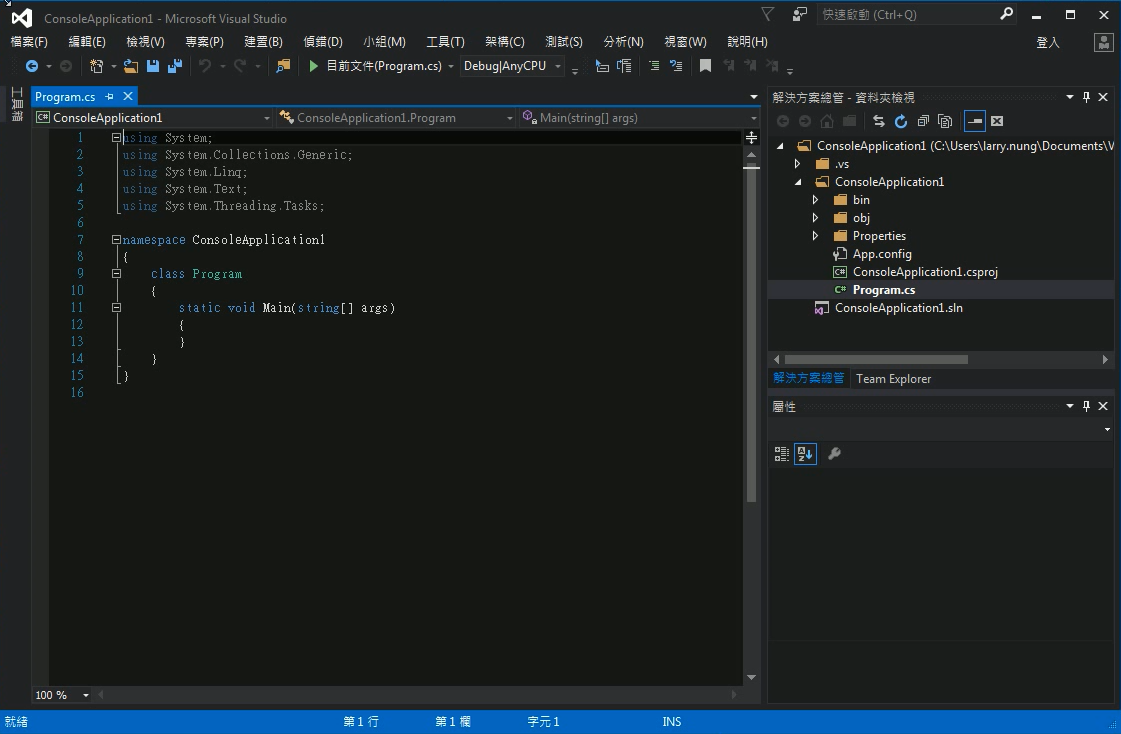 ConsoleApplication1 - Microsoft Visual Studio
快速啟動 (Ctrl+Q)
檔案(F) 編輯(E) 檢視(V) 專案(P) 建置(B) 偵錯(D) 小組(M) 工具(T) 架構(C) 測試(S) 分析(N) 視窗(W) 說明(H) 登入
目前文件(Program.cs) Debug|AnyCPU
工具箱
Program.cs
ConsoleApplication1 ConsoleApplication1.Program Main(string[] args)
1 using System;
2 using System.Collections.Generic;
3 using System.Linq;
4 using System.Text;
5 using System.Threading.Tasks;
6
7 namespace ConsoleApplication1
8 {
9 class Program
10 {
11 static void Main(string[] args)
12 {
13 }
14 }
15 }
16
100 %
解決方案總管 - 資料夾檢視
ConsoleApplication1 (C:\Users\larry.nung\Documents\V
.vs
ConsoleApplication1
bin
obj
Properties
App.config
C# ConsoleApplication1.csproj
C# Program.cs
ConsoleApplication1.sln
解決方案總管 Team Explorer
屬性
就緒 第 1 行 第 1 欄 字元 1 INS